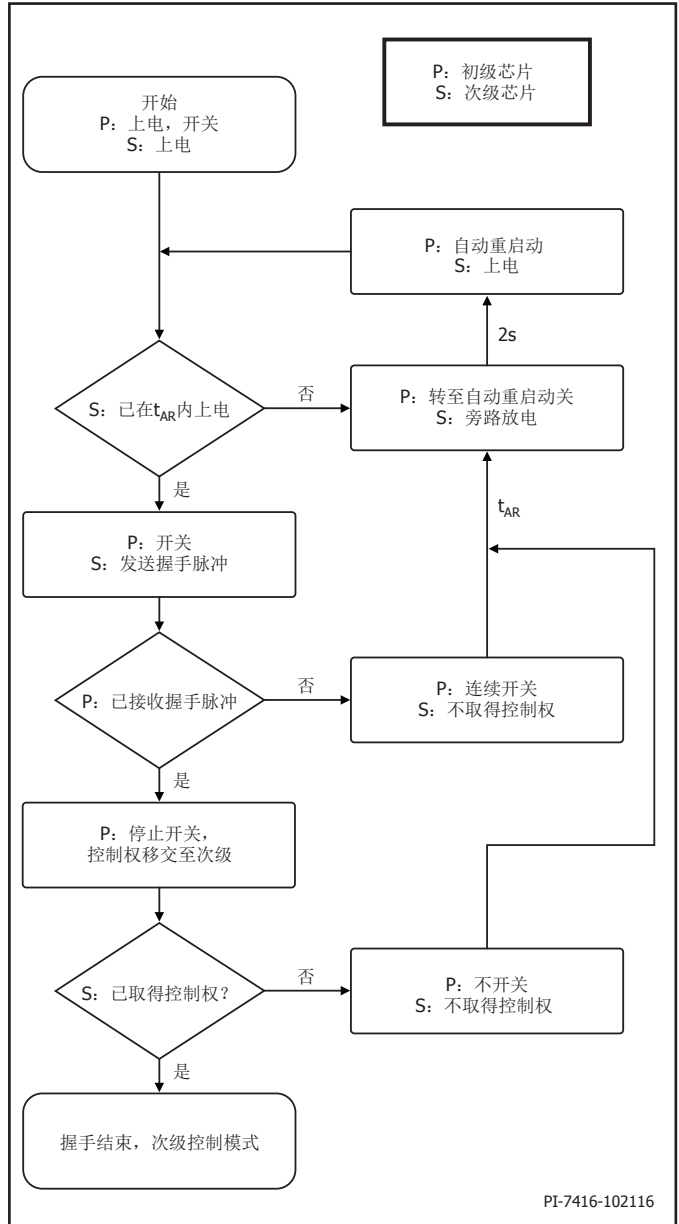 P：初级芯片
S：次级芯片
开始
P：上电，开关
S：上电
P：自动重启动
S：上电
2s
S：已在tAR内上电
否
P：转至自动重启动关
S：旁路放电
是
tAR
P：开关
S：发送握手脉冲
P：已接收握手脉冲
否
P：连续开关
S：不取得控制权
是
P：停止开关，
控制权移交至次级
S：已取得控制权？
否
P：不开关
S：不取得控制权
是
握手结束，次级控制模式
PI-7416-102116